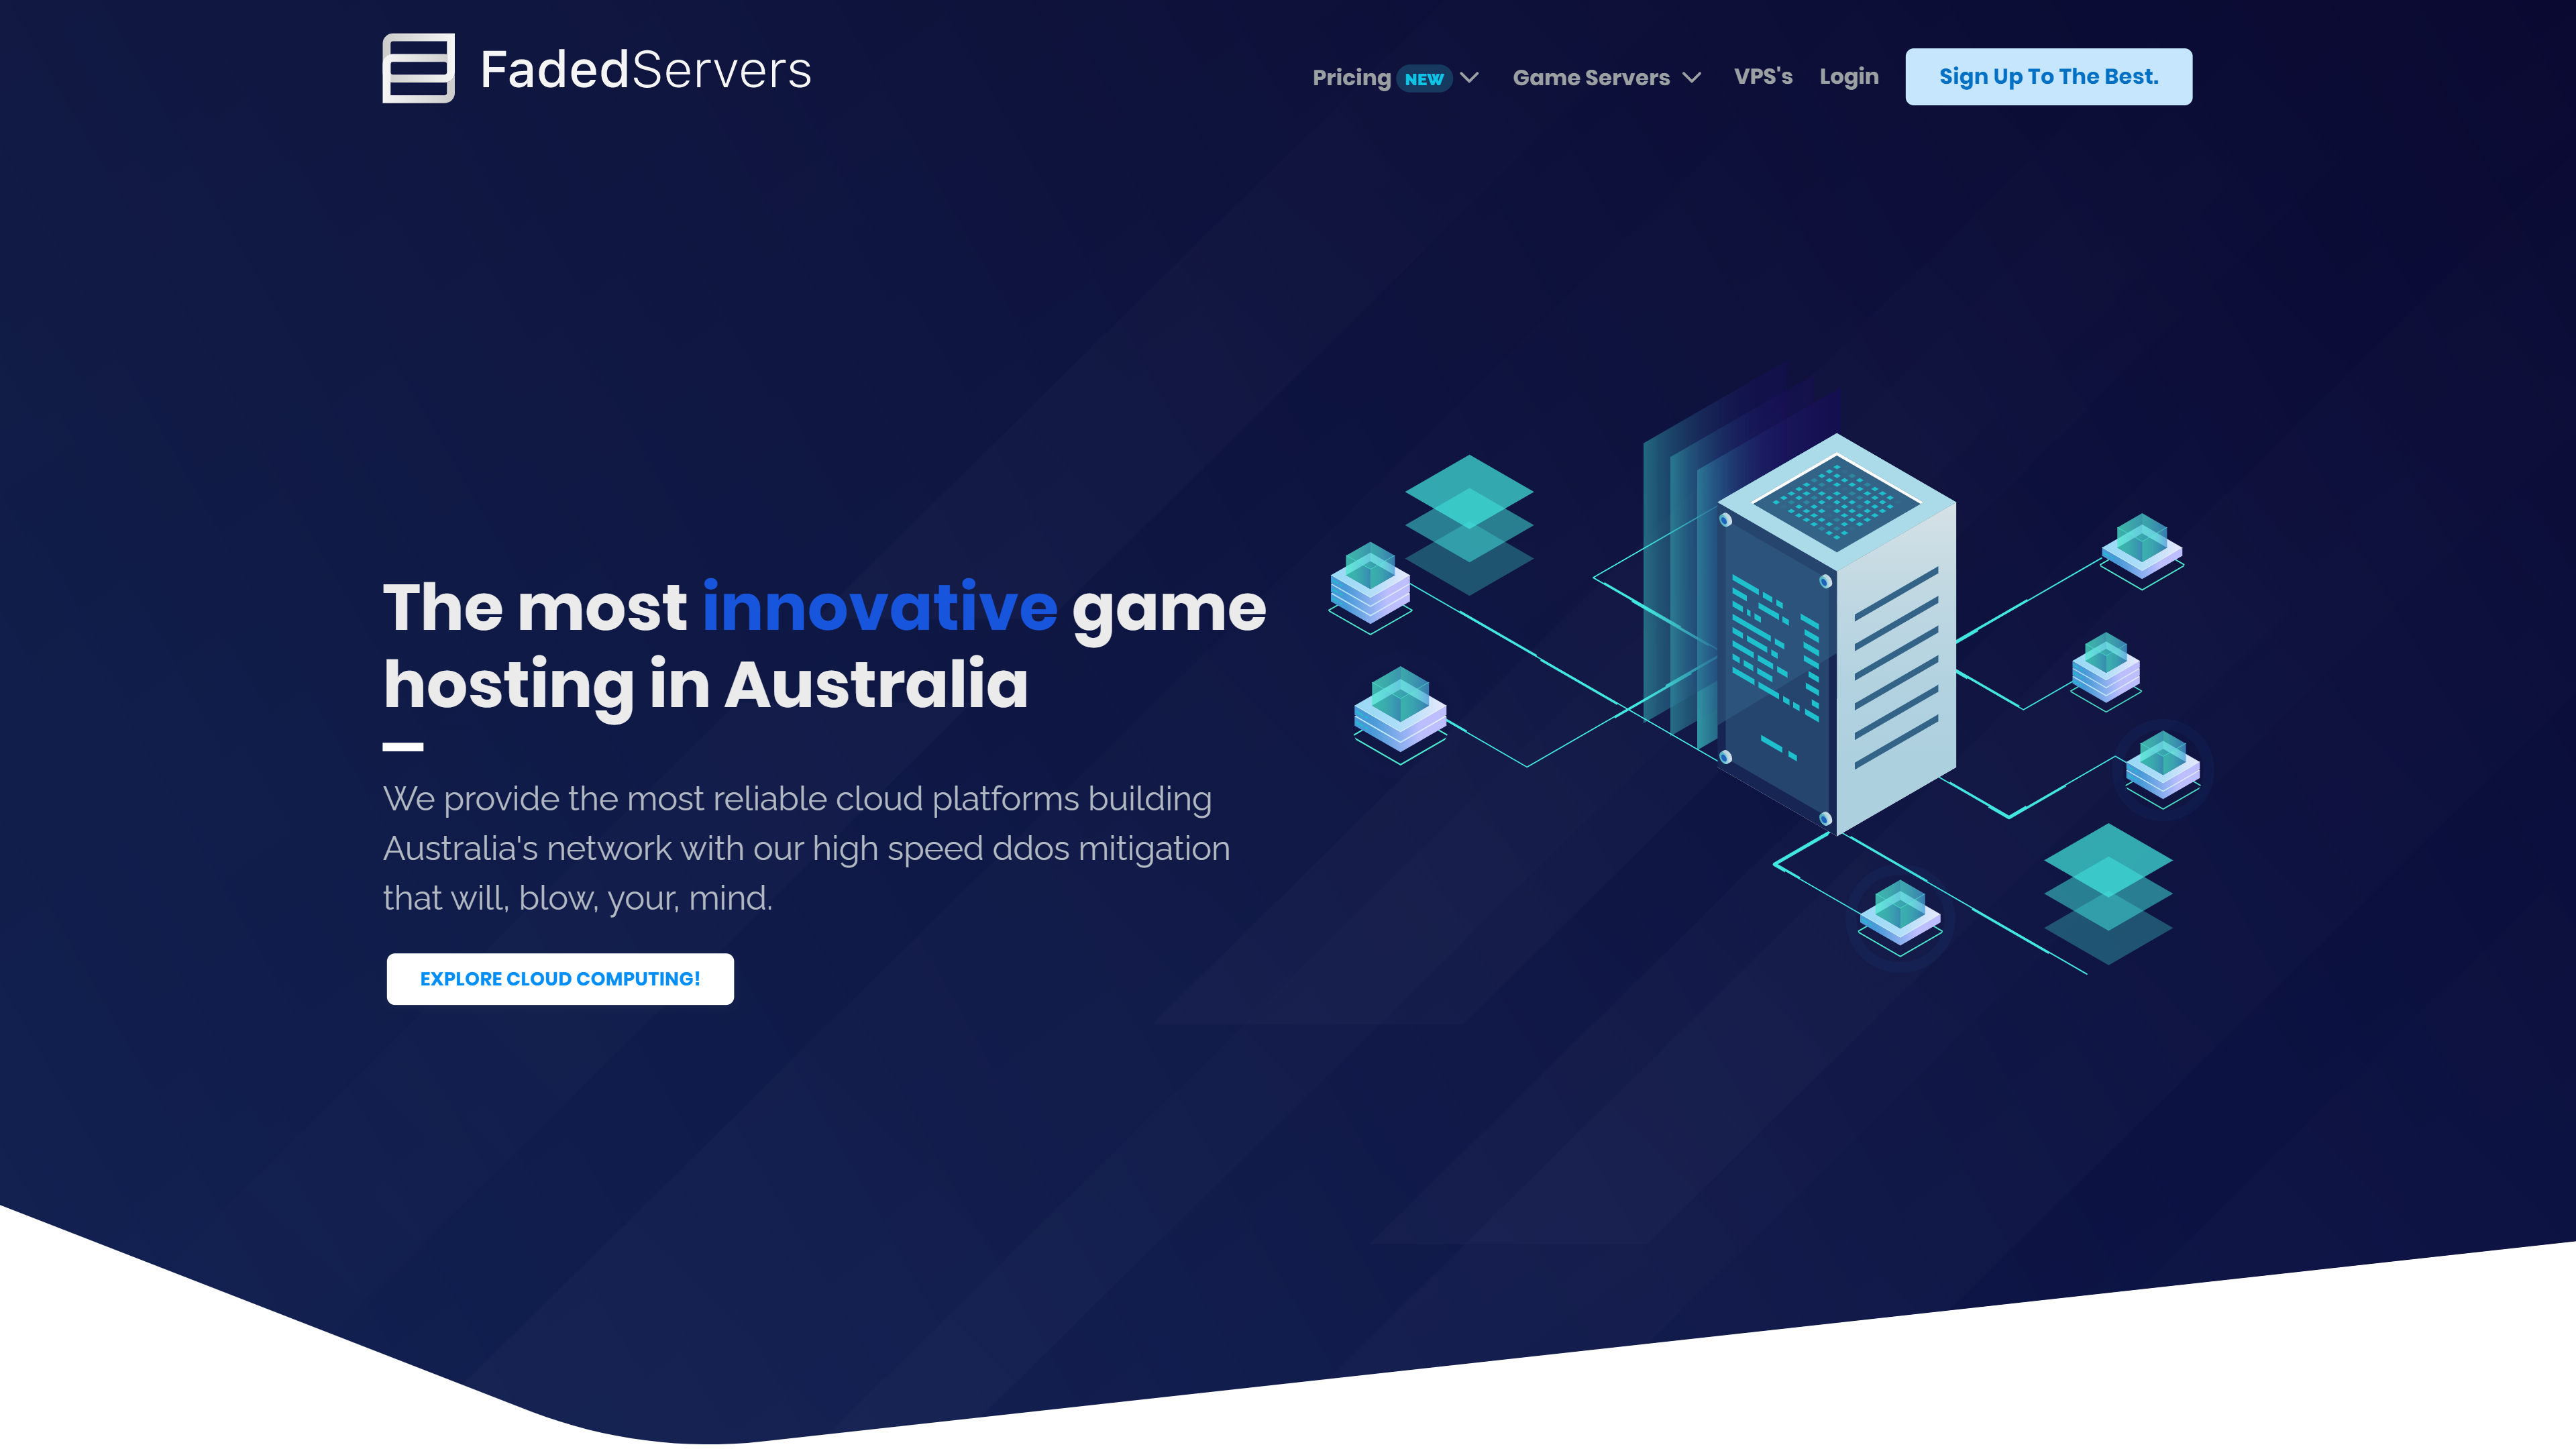 FadedServers
Pricing NEW
Game Servers
VPS's
Login
Sign Up To The Best.
The most innovative game
hosting in Australia
We provide the most reliable cloud platforms building
Australia's network with our high speed ddos mitigation
that will, blow, your, mind.
EXPLORE CLOUD COMPUTING!